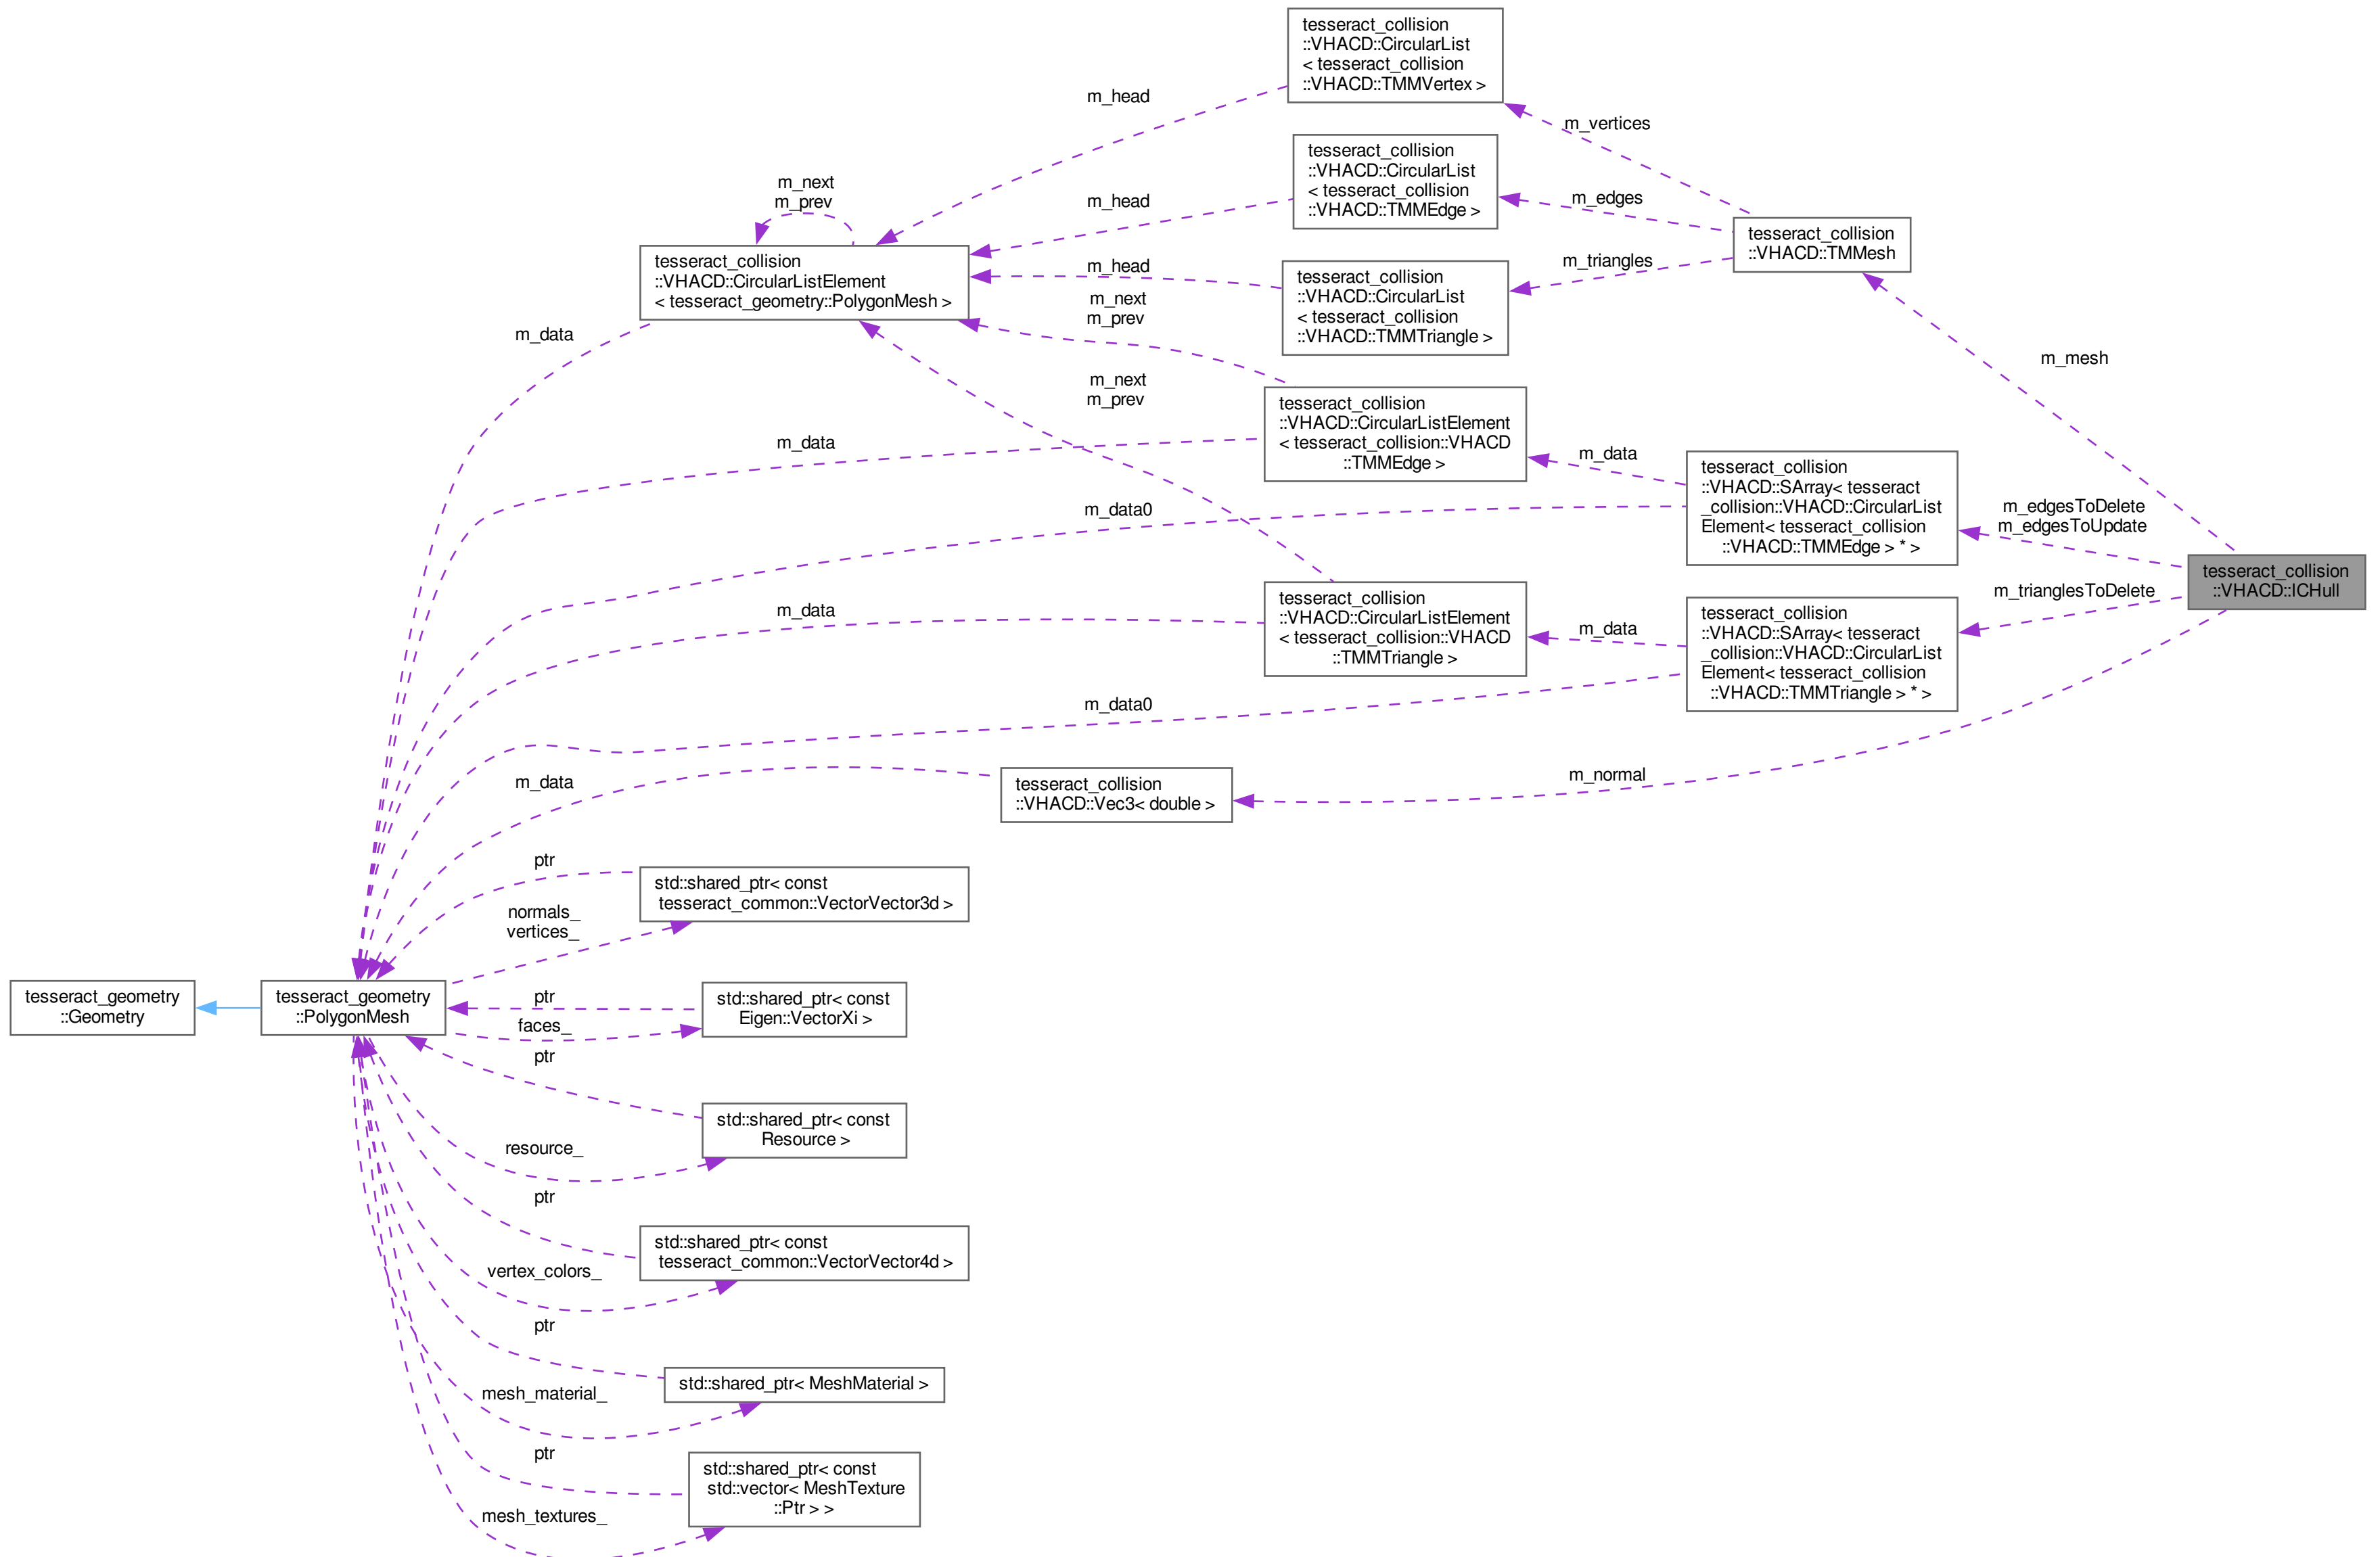 tesseract_collision
::VHACD::CircularList
< tesseract_collision
::VHACD::TMMVertex >
m_head
m_vertices
tesseract_collision
::VHACD::CircularList
< tesseract_collision
::VHACD::TMMEdge >
m_next
m_prev
m_head
m_edges
tesseract_collision
::VHACD::TMMesh
tesseract_collision
::VHACD::CircularListElement
< tesseract_geometry::PolygonMesh >
m_head
tesseract_collision
::VHACD::CircularList
< tesseract_collision
::VHACD::TMMTriangle >
m_triangles
m_next
m_prev
m_data
m_mesh
m_next
m_prev
tesseract_collision
::VHACD::CircularListElement
< tesseract_collision::VHACD
::TMMEdge >
m_data
m_data
tesseract_collision
::VHACD::SArray< tesseract
_collision::VHACD::CircularList
Element< tesseract_collision
::VHACD::TMMEdge > * >
m_data0
m_edgesToDelete
m_edgesToUpdate
tesseract_collision
::VHACD::ICHull
m_data
tesseract_collision
::VHACD::CircularListElement
< tesseract_collision::VHACD
::TMMTriangle >
m_data
tesseract_collision
::VHACD::SArray< tesseract
_collision::VHACD::CircularList
Element< tesseract_collision
::VHACD::TMMTriangle > * >
m_trianglesToDelete
m_data0
m_data
tesseract_collision
::VHACD::Vec3< double >
m_normal
ptr
std::shared_ptr< const
tesseract_common::VectorVector3d >
normals_
vertices_
tesseract_geometry
::Geometry
tesseract_geometry
::PolygonMesh
ptr
faces_
std::shared_ptr< const
Eigen::VectorXi >
ptr
std::shared_ptr< const
Resource >
resource_
ptr
std::shared_ptr< const
tesseract_common::VectorVector4d >
vertex_colors_
ptr
std::shared_ptr< MeshMaterial >
mesh_material_
ptr
std::shared_ptr< const
std::vector< MeshTexture
::Ptr > >
mesh_textures_